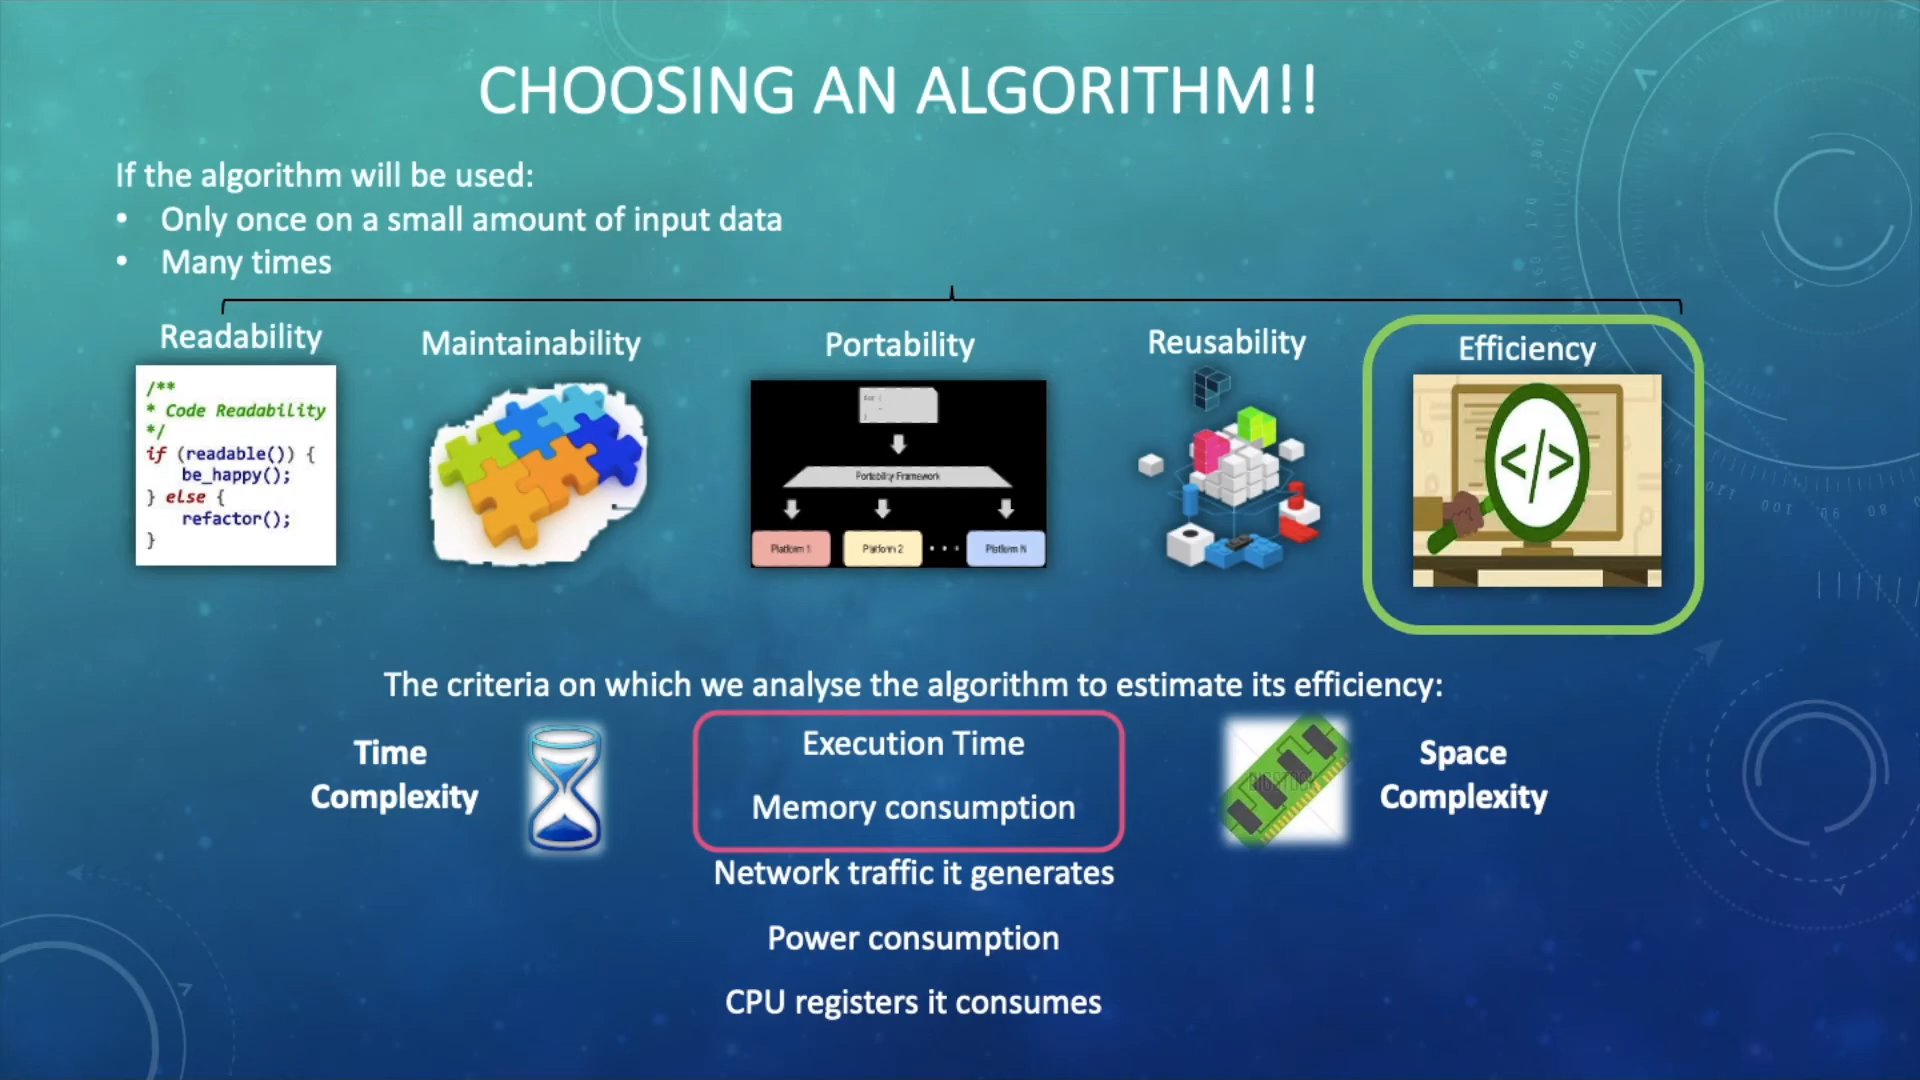 CHOOSING AN ALGORITHM!!
If the algorithm will be used:
• Only once on a small amount of input data
• Many times
Readability
Maintainability
Portability
Reusability
Efficiency
/**
* Code Readability
*/
if (readable()) {
be_happy();
} else {
refactor();
}
Portability Framework
Platform 1
Platform 2
• • •
Platform N
</>
The criteria on which we analyse the algorithm to estimate its efficiency:
Time
Complexity
Execution Time
Memory consumption
Space
Complexity
Network traffic it generates
Power consumption
CPU registers it consumes